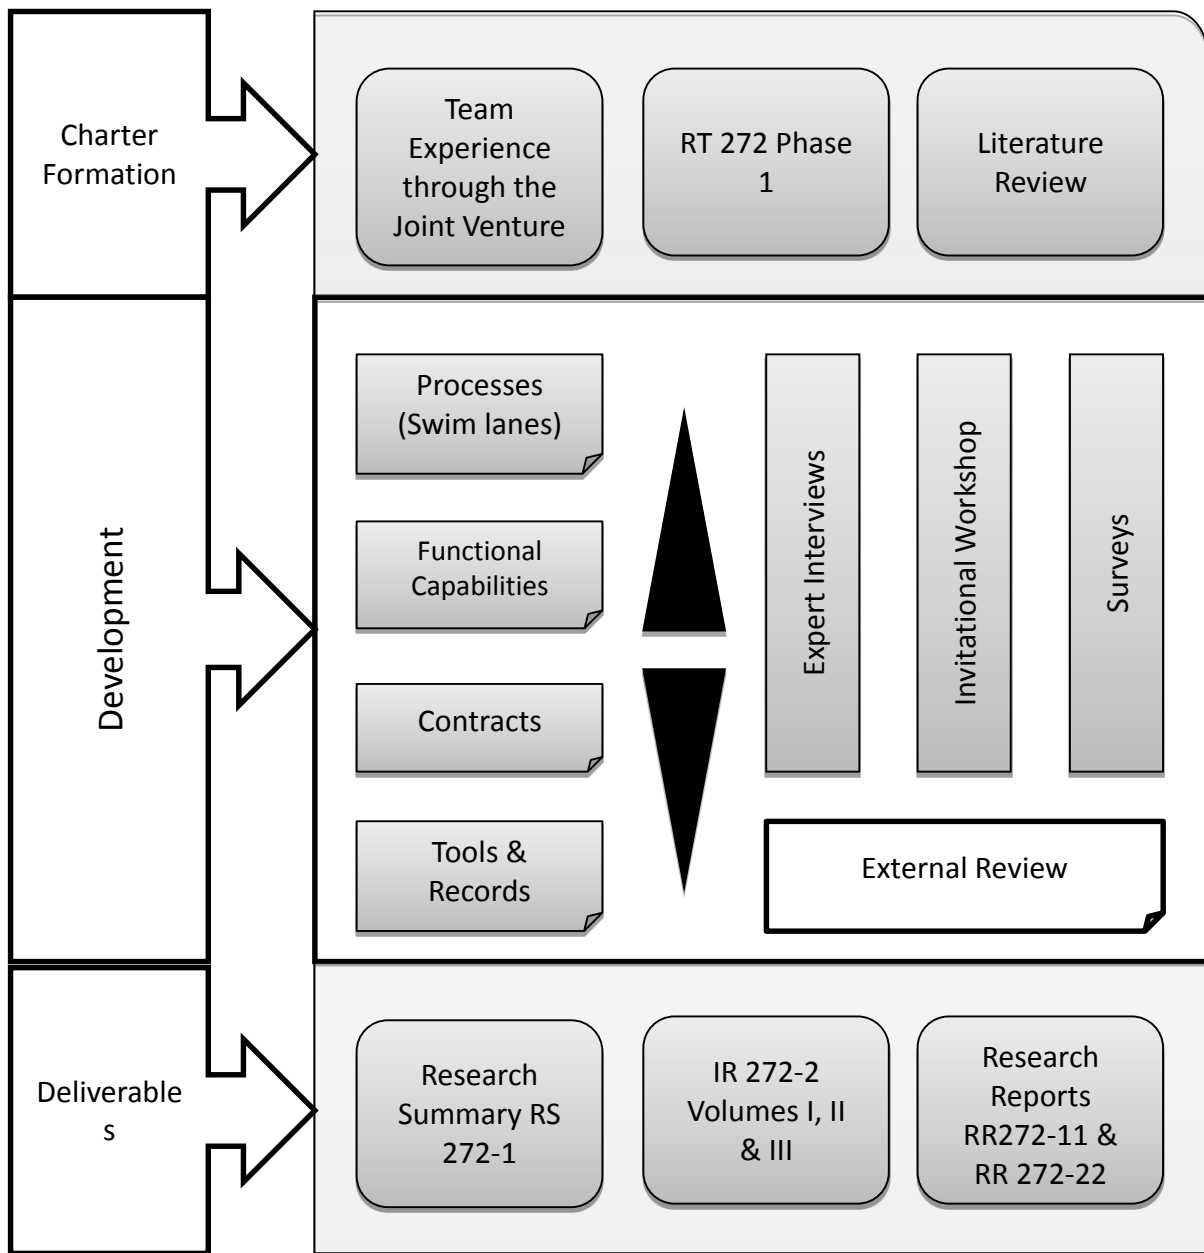 Charter
Formation
Team
Experience
through the
Joint Venture
RT 272 Phase
1
Literature
Review
Development
Processes
(Swim lanes)
Functional
Capabilities
Contracts
Tools &
Records
Expert Interviews
Invitational Workshop
Surveys
External Review
Deliverable
s
Research
Summary RS
272-1
IR 272-2
Volumes I, II
& III
Research
Reports
RR272-11 &
RR 272-22